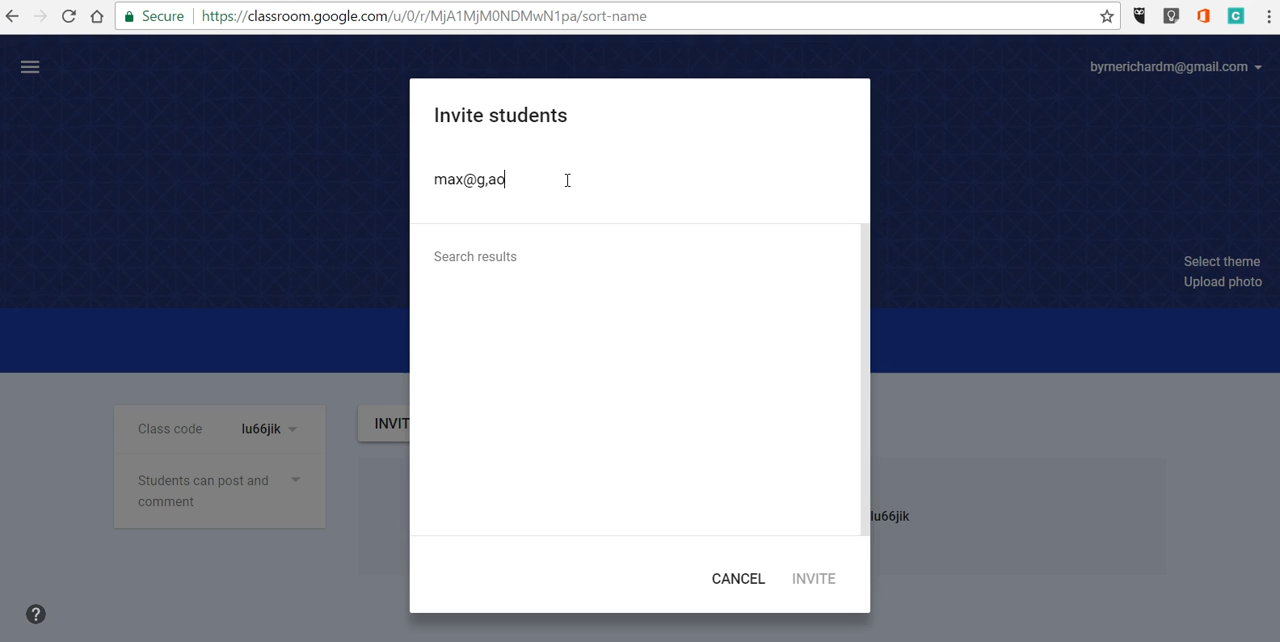 Secure https://classroom.google.com/u/0/r/MjA1MjM0NDMwN1pa/sort-name
C
byrnerichardm@gmail.com
Invite students
max@g,ao
Search results
Select theme
Upload photo
Class code lu66jik
INVIT
Students can post and
comment
lu66jik
CANCEL INVITE
?